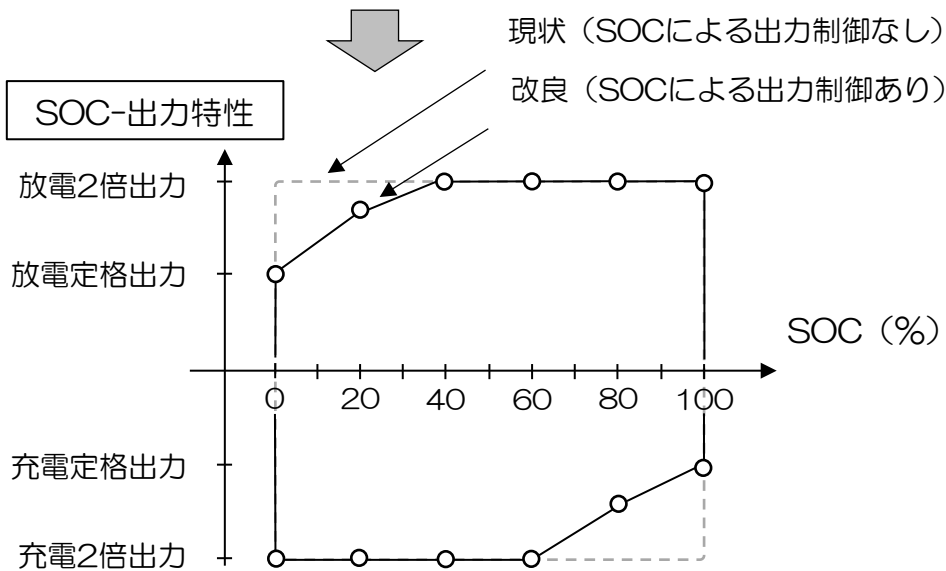 現状（SOCによる出力制御なし）
改良（SOCによる出力制御あり）
SOC-出力特性
放電2倍出力
放電定格出力
SOC（%）
0 20 40 60 80 100
充電定格出力
充電2倍出力